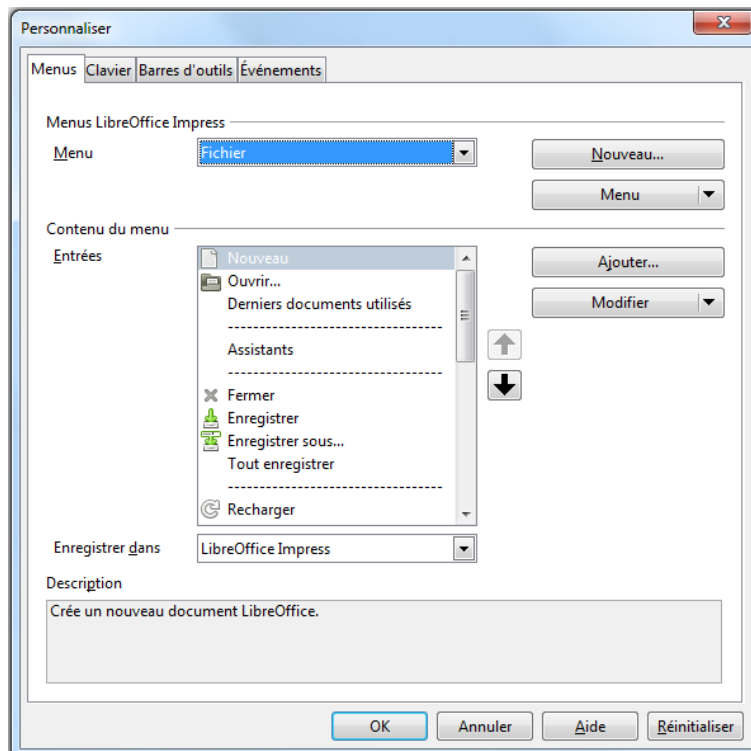 Personnaliser
Menus Clavier Barres d'outils Événements
Menus LibreOffice Impress
Menu Fichier Nouveau...
Menu
Contenu du menu
Entrées Nouveau Ajouter...
Ouvrir...
Derniers documents utilisés Modifier
----------------------------------
Assistants
----------------------------------
Fermer
Enregistrer
Enregistrer sous...
Tout enregistrer
----------------------------------
Recharger
Enregistrer dans LibreOffice Impress
Description
Crée un nouveau document LibreOffice.
OK Annuler Aide Réinitialiser